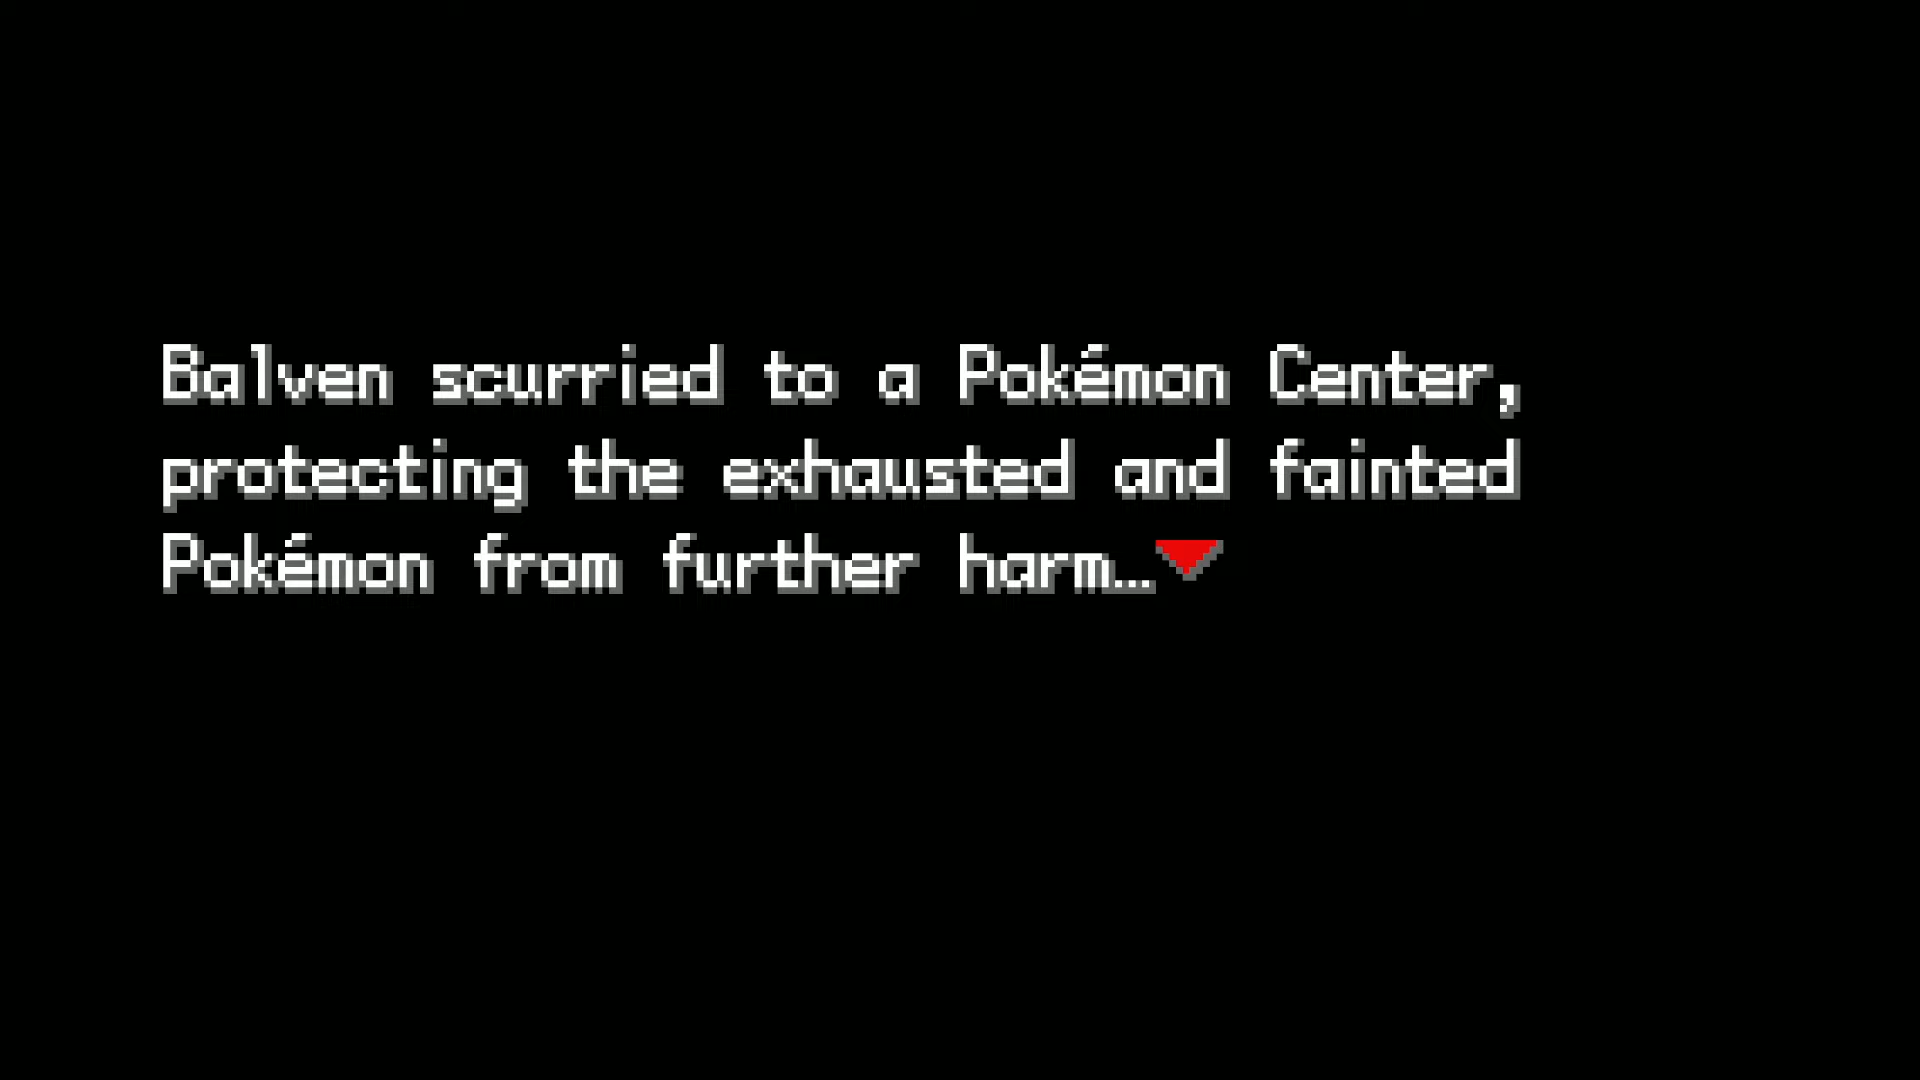 Balven scurried to a Pokémon Center,
protecting the exhausted and fainted
Pokémon from further harm…